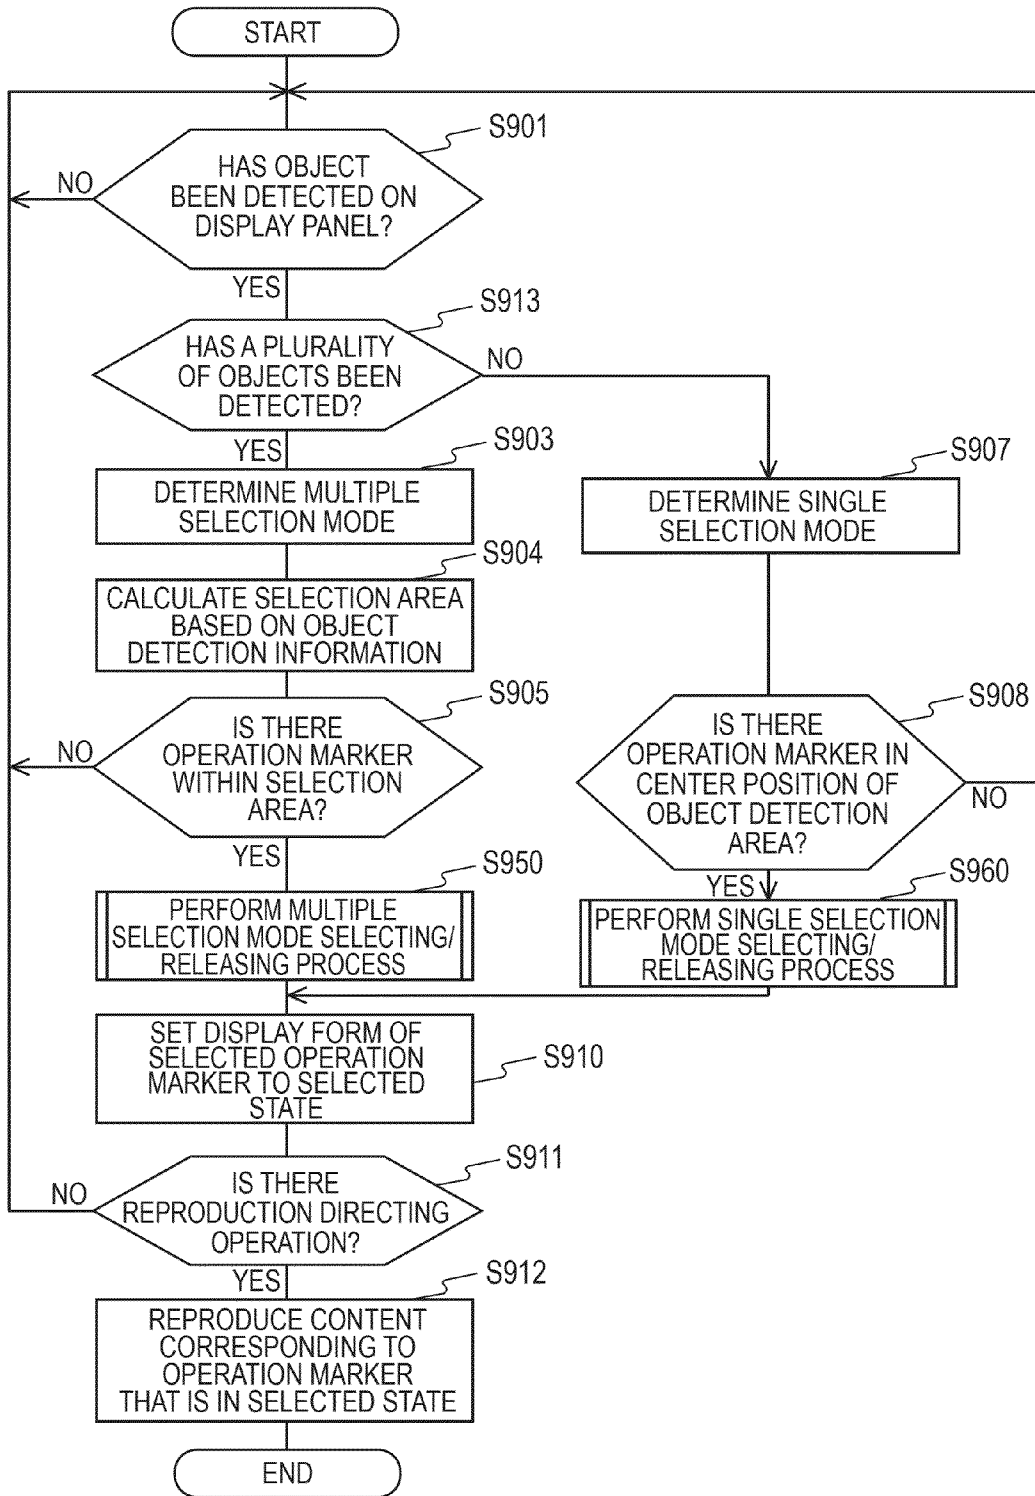 START
S901
HAS OBJECT
BEEN DETECTED ON
DISPLAY PANEL?
NO
YES
S913
HAS A PLURALITY
OF OBJECTS BEEN
DETECTED?
NO
YES
S903
DETERMINE MULTIPLE
SELECTION MODE
S907
DETERMINE SINGLE
SELECTION MODE
S904
CALCULATE SELECTION AREA
BASED ON OBJECT
DETECTION INFORMATION
S905
IS THERE
OPERATION MARKER
WITHIN SELECTION
AREA?
NO
YES
S908
IS THERE
OPERATION MARKER IN
CENTER POSITION OF
OBJECT DETECTION
AREA?
NO
YES
S950
PERFORM MULTIPLE
SELECTION MODE SELECTING/
RELEASING PROCESS
S960
PERFORM SINGLE SELECTION
MODE SELECTING/
RELEASING PROCESS
SET DISPLAY FORM OF
SELECTED OPERATION
MARKER TO SELECTED
STATE
S910
S911
IS THERE
REPRODUCTION DIRECTING
OPERATION?
NO
YES
S912
REPRODUCE CONTENT
CORRESPONDING TO
OPERATION MARKER
THAT IS IN SELECTED STATE
END